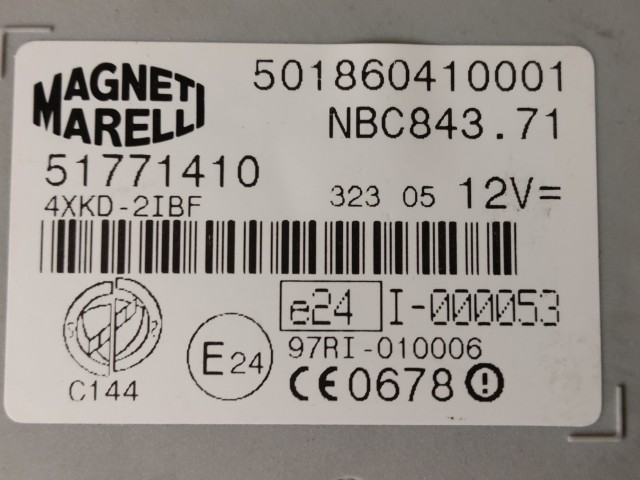 MAGNETI
MARELLI
501860410001
NBC843.71
51771410
4XKD-2IBF
323 05 12V=
e24 I-000053
E24
97RI-010006
C144
CE0678